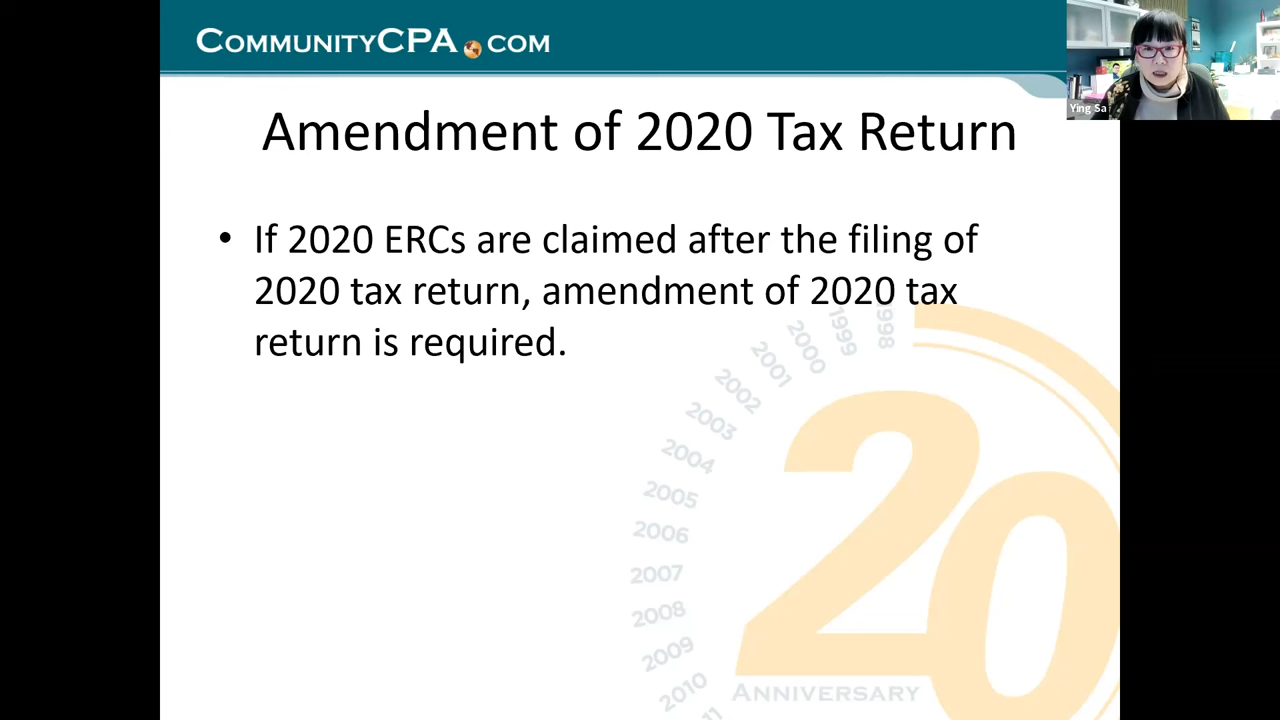 COMMUNITYCPA.COM
Ying Sa
Amendment of 2020 Tax Return
• If 2020 ERCs are claimed after the filing of
2020 tax return, amendment of 2020 tax
return is required.
1998
1999
2000
2001
2002
2003
2004
2005
2006
2007
2008
2009
2010
11
20
ANNIVERSARY